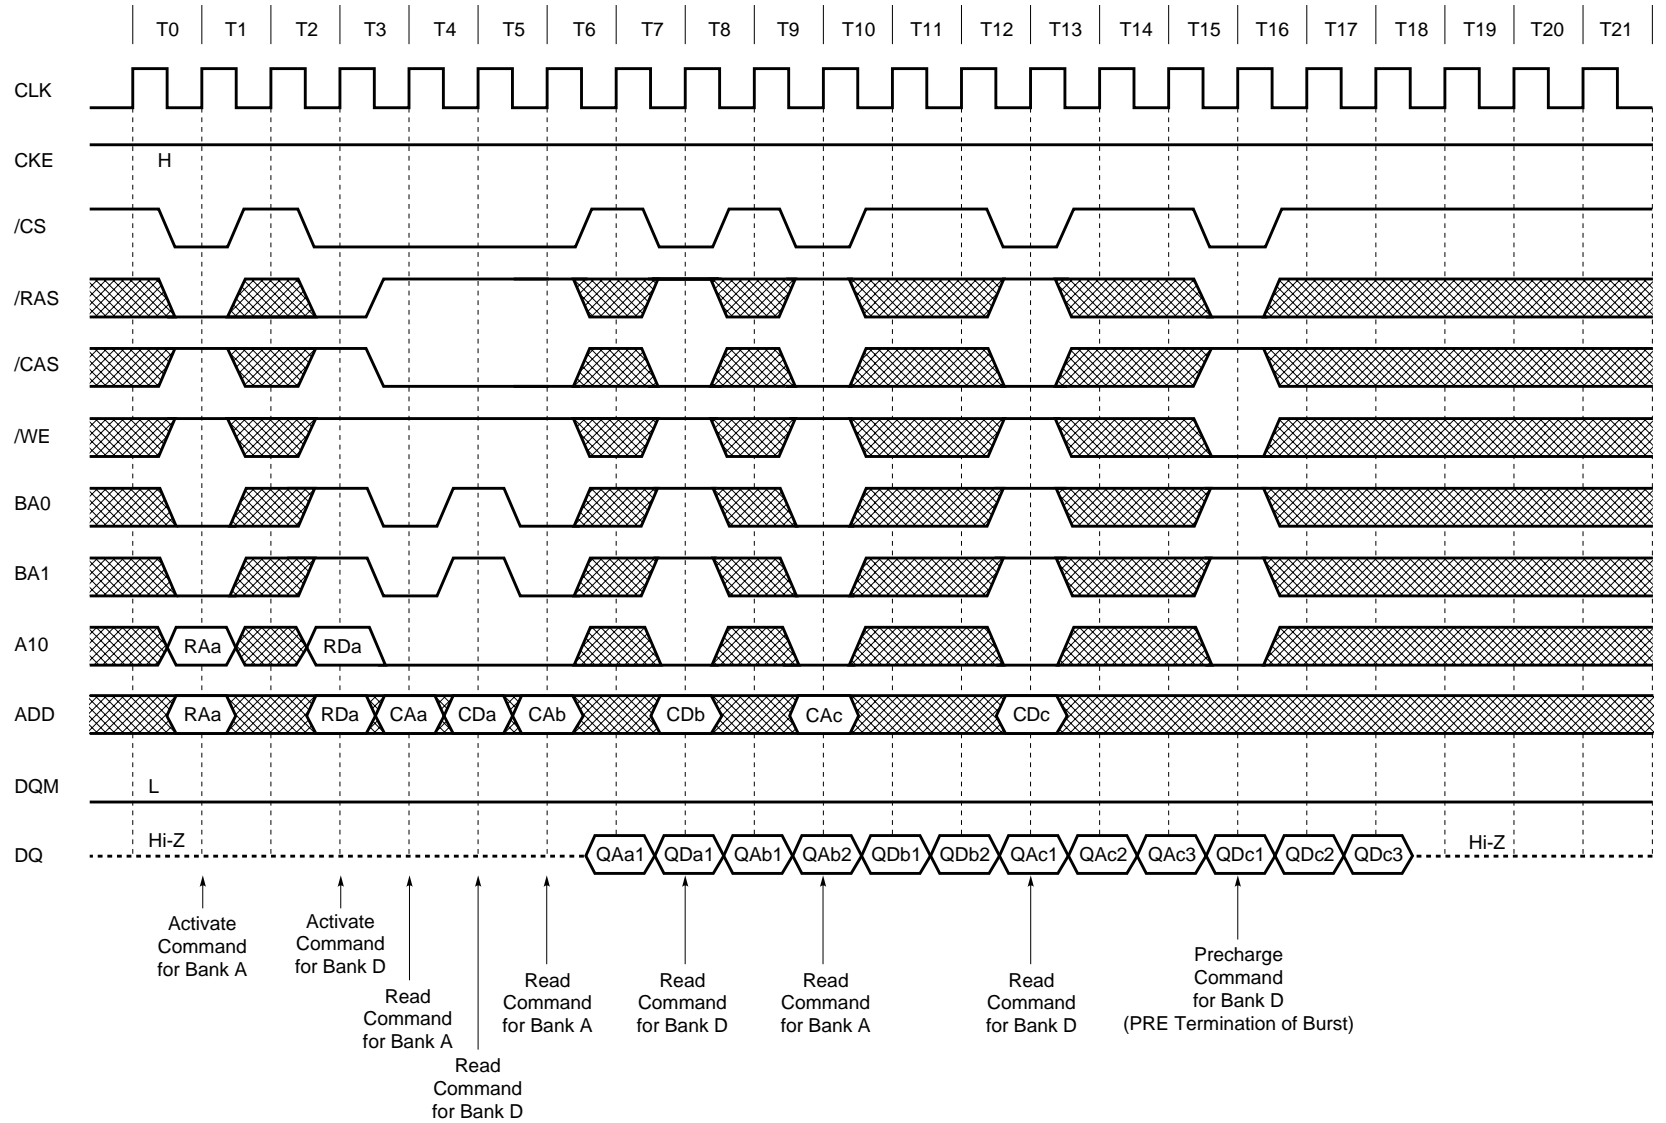 T0 T1 T2 T3 T4 T5 T6 T7 T8 T9 T10 T11 T12 T13 T14 T15 T16 T17 T18 T19 T20 T21
CLK
CKE H
/CS
/RAS
/CAS
/WE
BA0
BA1
A10 RAa RDa
ADD RAa RDa CAa CDa CAb CDb CAc CDc
DQM L
DQ Hi-Z QAa1 QDa1 QAb1 QAb2 QDb1 QDb2 QAc1 QAc2 QAc3 QDc1 QDc2 QDc3 Hi-Z
Activate
Command
for Bank A
Activate
Command
for Bank D
Read
Command
for Bank A
Read
Command
for Bank D
Read
Command
for Bank A
Read
Command
for Bank D
Read
Command
for Bank A
Read
Command
for Bank D
Precharge
Command
for Bank D
(PRE Termination of Burst)